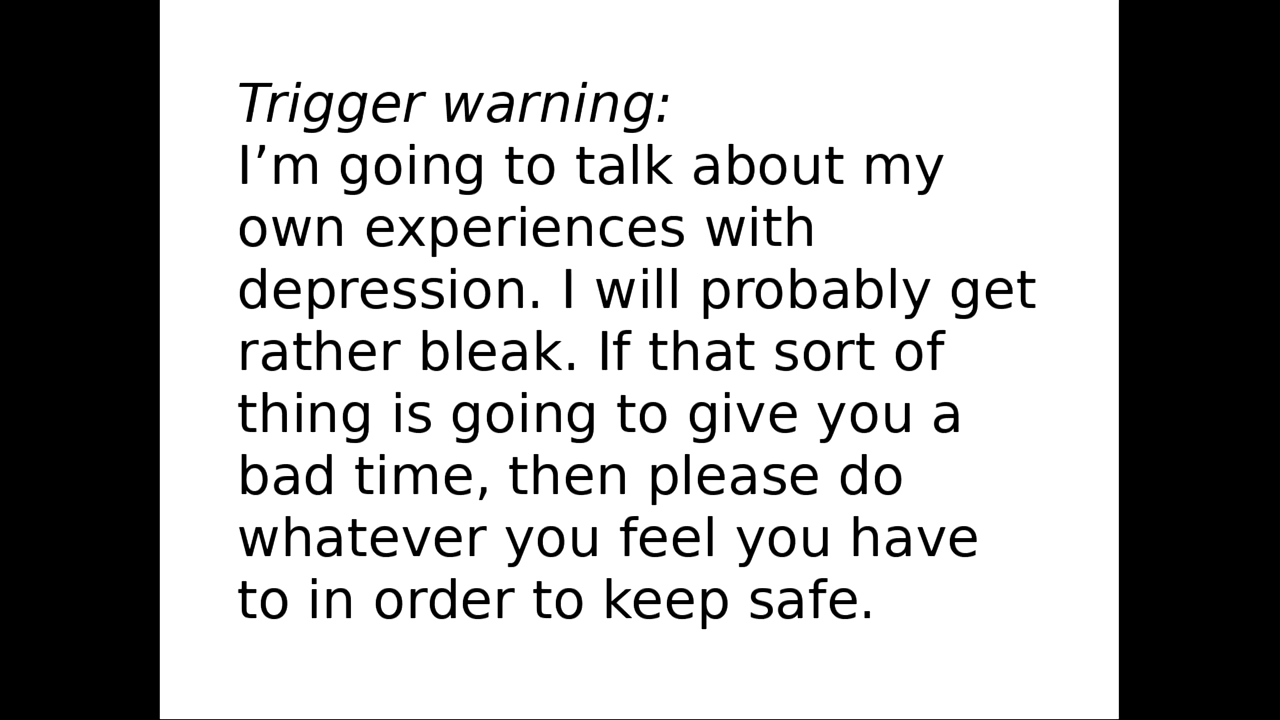 Trigger warning:
I’m going to talk about my
own experiences with
depression. I will probably get
rather bleak. If that sort of
thing is going to give you a
bad time, then please do
whatever you feel you have
to in order to keep safe.